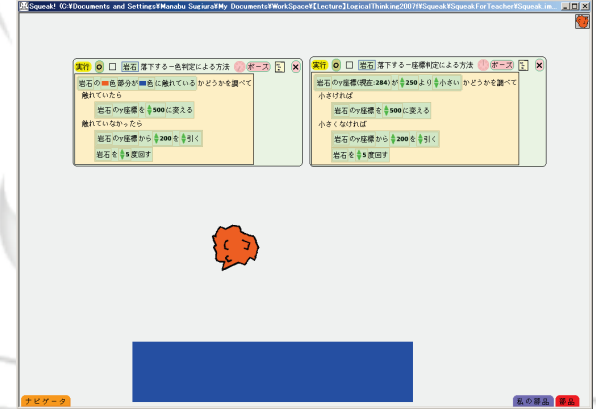 Squeak! (C:¥Documents and Settings¥Manabu Sugiura¥My Documents¥WorkSpace¥【Lecture】LogicalThinking2007f¥Squeak¥SqueakForTeacher¥Squeak.im...
実行 岩石 落下する－色判定による方法 ポーズ
岩石の 色部分が 色に触れている かどうかを調べて
触れていたら
岩石のY座標を 500 に変える
触れていなかったら
岩石のY座標から 200 を 引く
岩石を 5 度回す
実行 岩石 落下する－座標判定による方法 ポーズ
岩石のY座標(現在:284)が 250 より 小さい かどうかを調べて
小さければ
岩石のY座標を 500 に変える
小さくなければ
岩石のY座標から 200 を 引く
岩石を 5 度回す
ナビゲータ
私の部品
部品